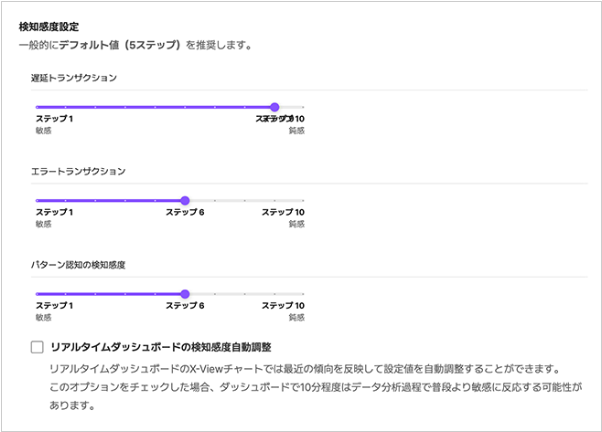 検知感度設定
一般的にデフォルト値（5ステップ）を推奨します。
遅延トランザクション
ステップ 1 ステップ 9 ステップ 10
敏感 鈍感
エラートランザクション
ステップ 1 ステップ 6 ステップ 10
敏感 鈍感
パターン認知の検知感度
ステップ 1 ステップ 6 ステップ 10
敏感 鈍感
リアルタイムダッシュボードの検知感度自動調整
リアルタイムダッシュボードのX-Viewチャートでは最近の傾向を反映して設定値を自動調整することができます。
このオプションをチェックした場合、ダッシュボードで10分程度はデータ分析過程で普段より敏感に反応する可能性が
あります。